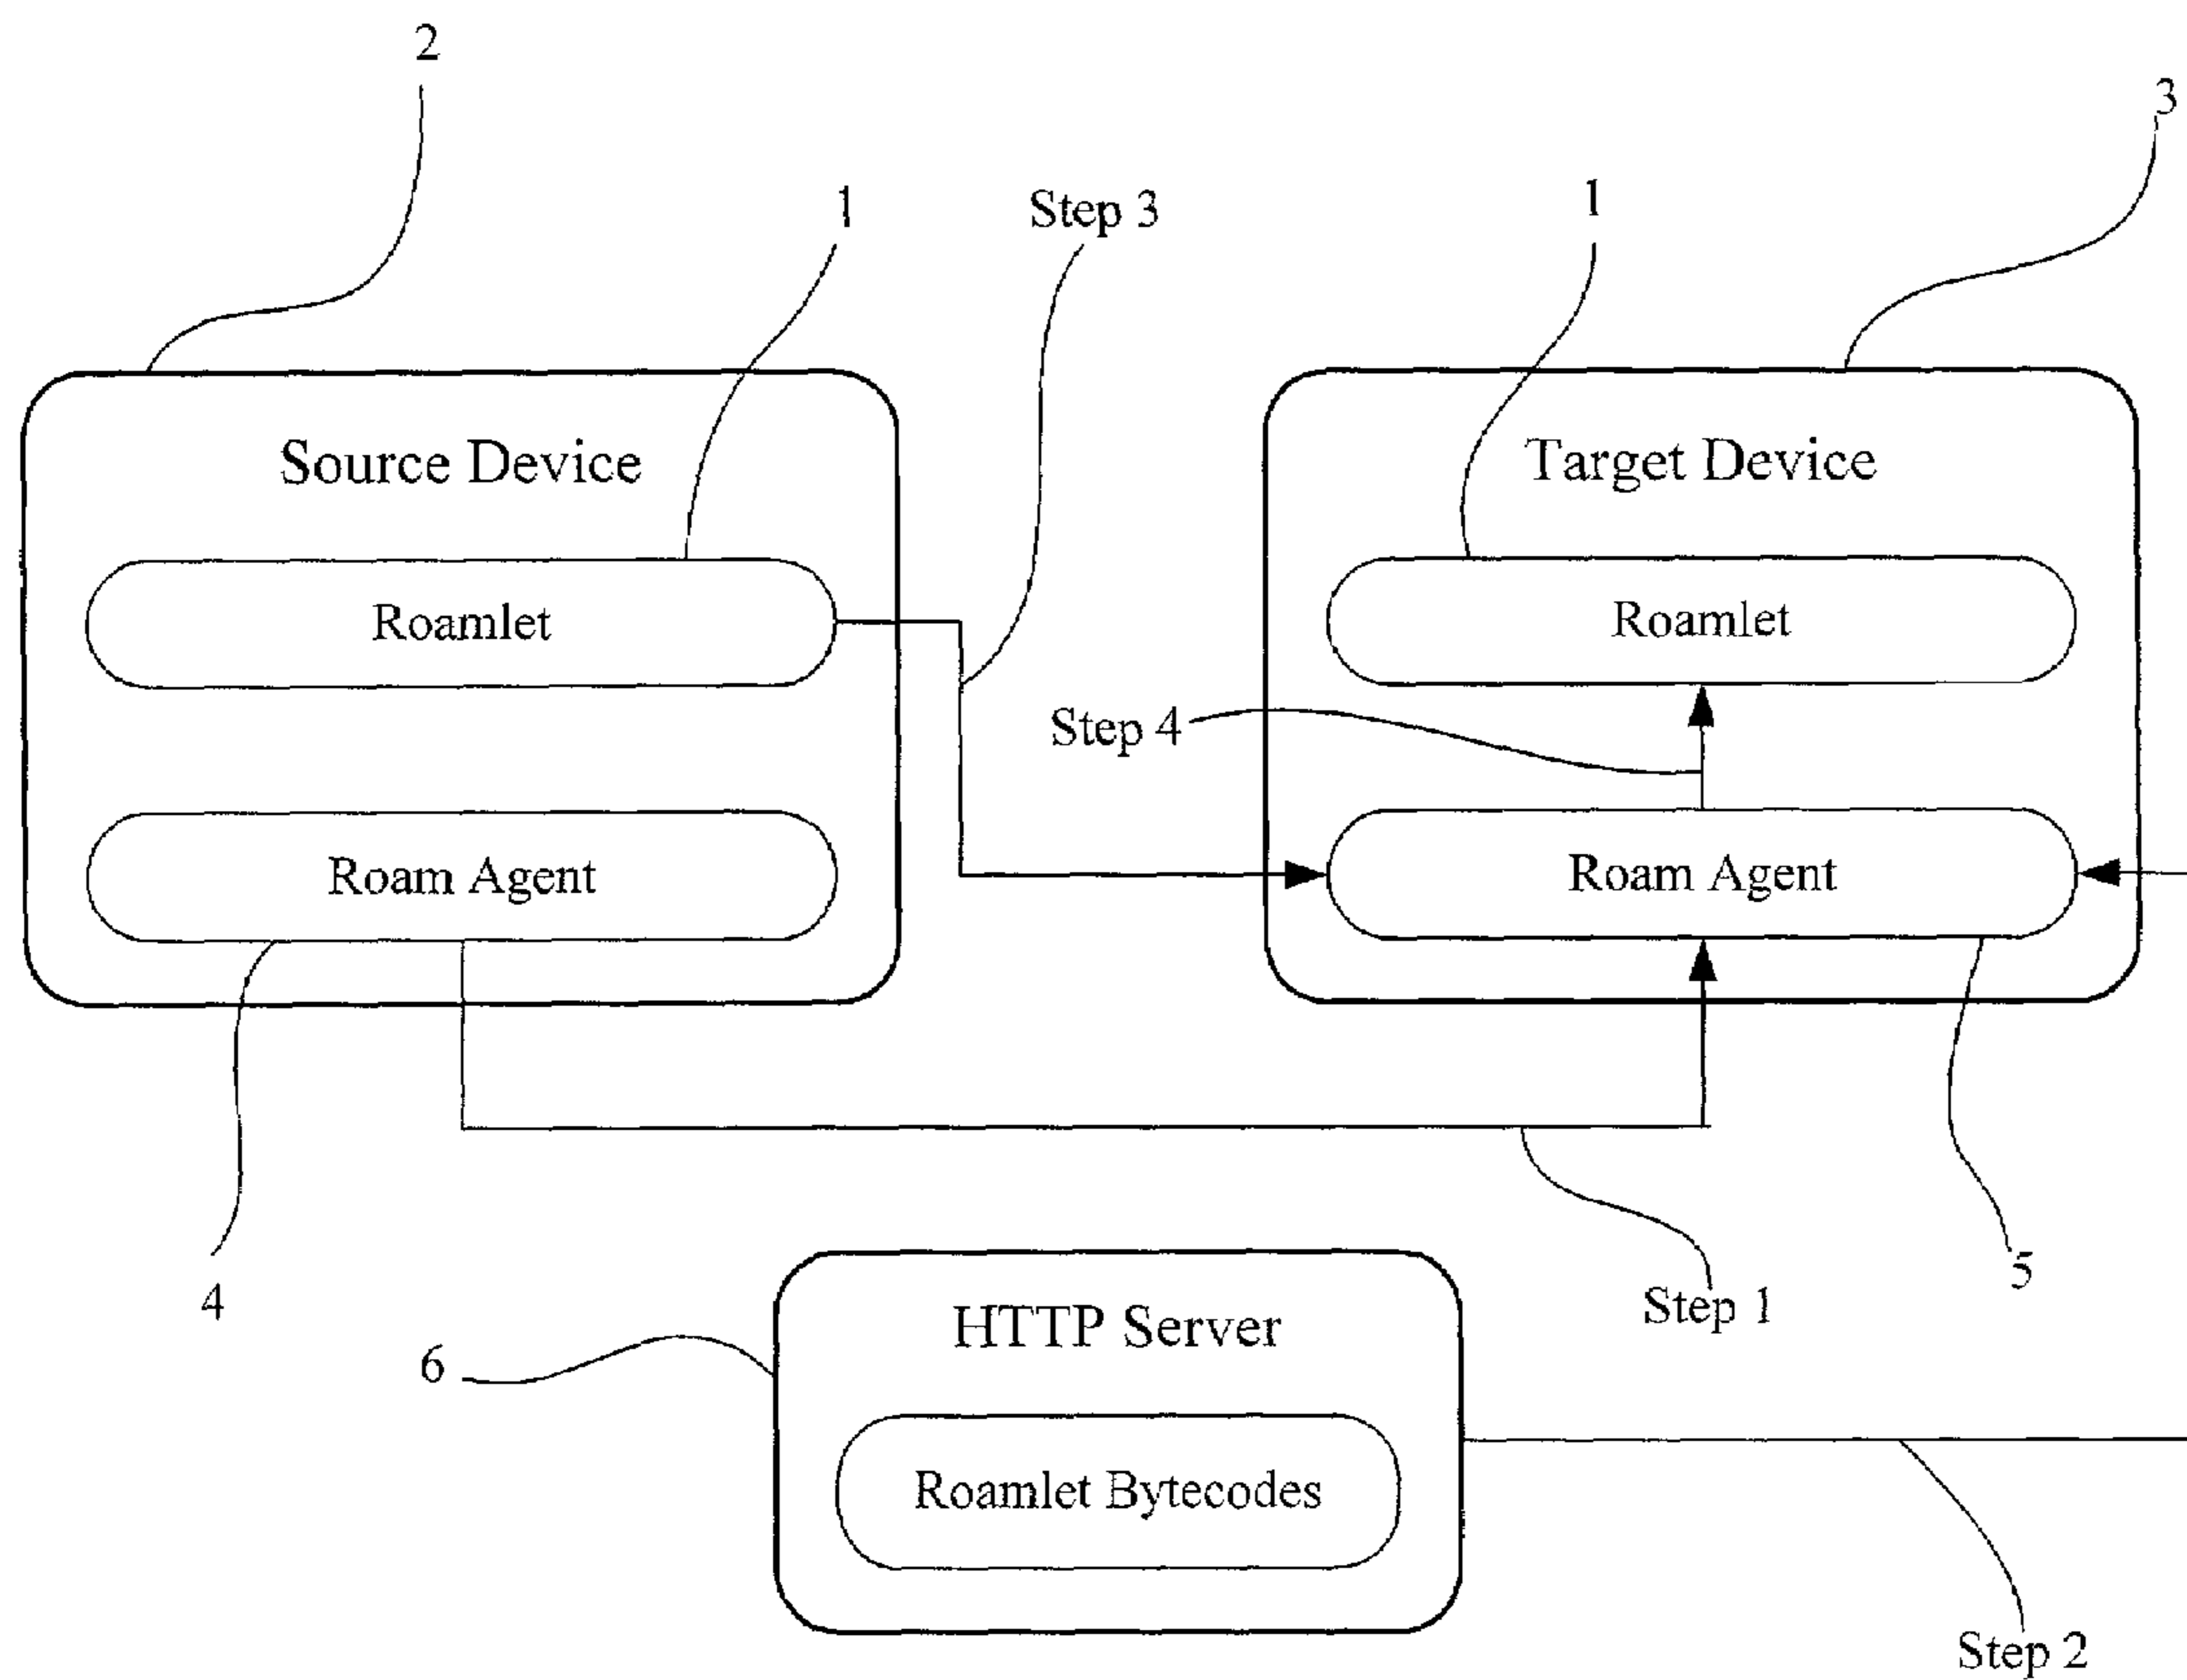 2
3
1
Step 3
1
Source Device
Target Device
Roamlet
Roamlet
Step 4
Roam Agent
Roam Agent
4
5
Step 1
HTTP Server
6
Roamlet Bytecodes
Step 2